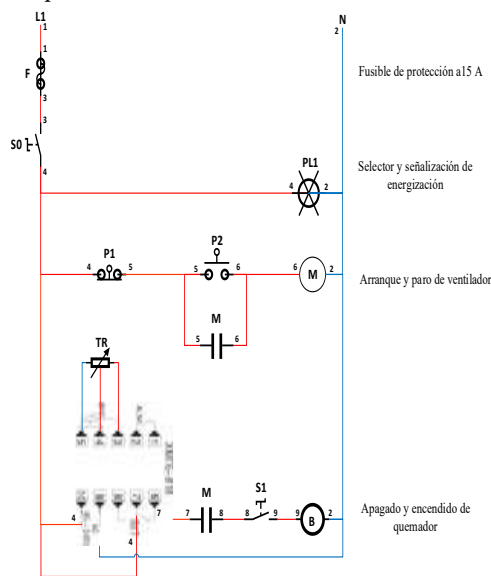 L1
N
1
2
1
F
Fusible de protección a15 A
3
3
S0
4
PL1
4
2
Selector y señalización de
energización
P1
P2
4
5
5
6
6
M
2
Arranque y paro de ventilador
M
5
6
TR
M
S1
4
7
7
8
8
9
9
B
2
4
Apagado y encendido de
quemador